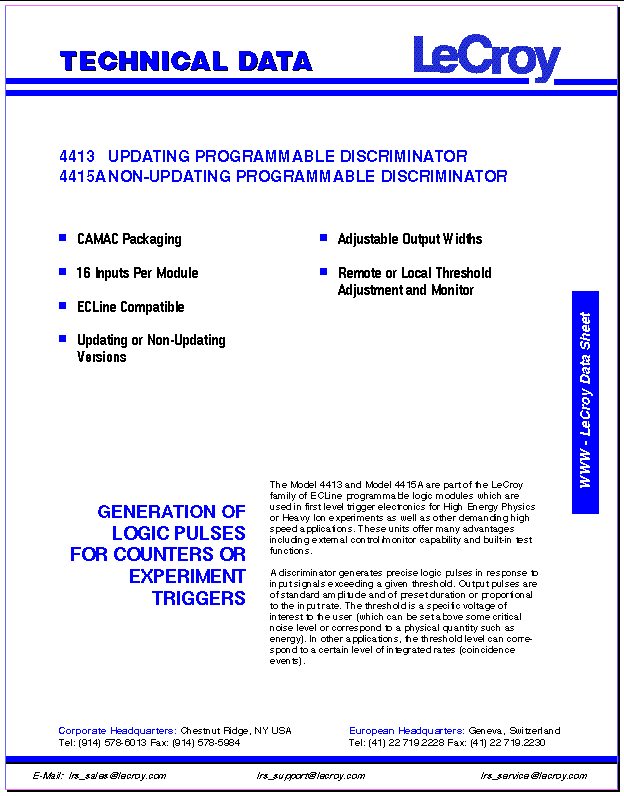 TECHNICAL DATA
LeCroy
4413 UPDATING PROGRAMMABLE DISCRIMINATOR
4415A NON-UPDATING PROGRAMMABLE DISCRIMINATOR
CAMAC Packaging
16 Inputs Per Module
ECLine Compatible
Updating or Non-Updating
Versions
Adjustable Output Widths
Remote or Local Threshold
Adjustment and Monitor
WWW - LeCroy Data Sheet
GENERATION OF
LOGIC PULSES
FOR COUNTERS OR
EXPERIMENT
TRIGGERS
The Model 4413 and Model 4415A are part of the LeCroy
family of ECLine programmable logic modules which are
used in first level trigger electronics for High Energy Physics
or Heavy Ion experiments as well as other demanding high
speed applications. These units offer many advantages
including external control/monitor capability and built-in test
functions.
A discriminator generates precise logic pulses in response to
input signals exceeding a given threshold. Output pulses are
of standard amplitude and of preset duration or proportional
to the input rate. The threshold is a specific voltage of
interest to the user (which can be set above some critical
noise level or correspond to a physical quantity such as
energy). In other applications, the threshold level can corre-
spond to a certain level of integrated rates (coincidence
events).
Corporate Headquarters: Chestnut Ridge, NY USA
Tel: (914) 578-6013 Fax: (914) 578-5984
European Headquarters: Geneva, Switzerland
Tel: (41) 22 719.2228 Fax: (41) 22 719.2230
E-Mail: lrs_sales@lecroy.com
lrs_support@lecroy.com
lrs_service@lecroy.com